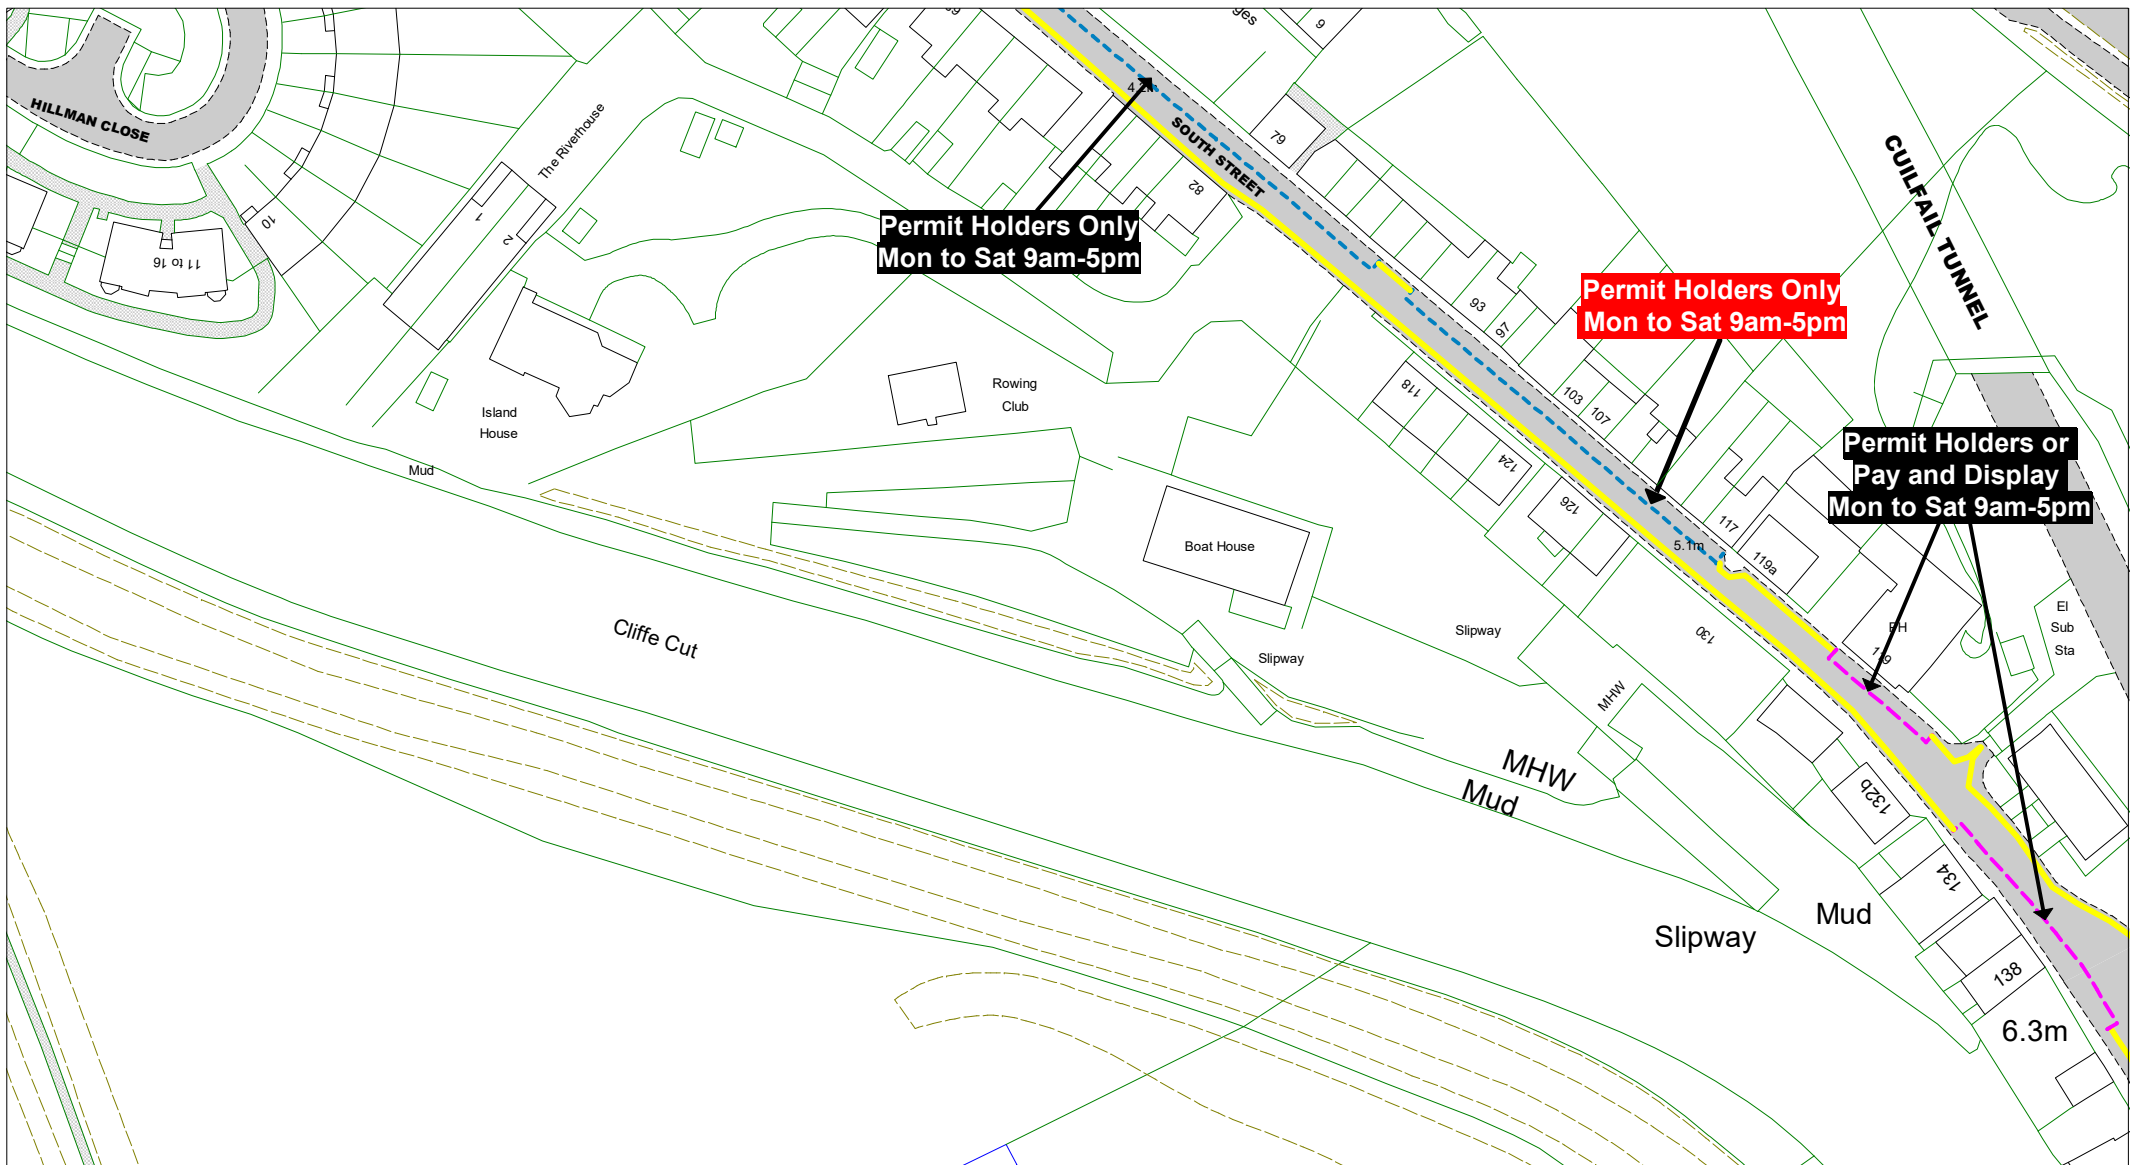 HILLMAN CLOSE
The Riverhouse
1
2
10
11 to 16
Island
House
Mud
Rowing
Club
Boat House
Slipway
Slipway
Cliffe Cut
MHW
MHW
Mud
Slipway
Mud
6.3m
9
79
82
SOUTH STREET
Permit Holders Only
Mon to Sat 9am-5pm
Permit Holders Only
Mon to Sat 9am-5pm
CUILFAIL TUNNEL
Permit Holders or
Pay and Display
Mon to Sat 9am-5pm
93
97
103
107
118
124
126
117
5.1m
119a
PH
119
130
132b
134
138
El
Sub
Sta